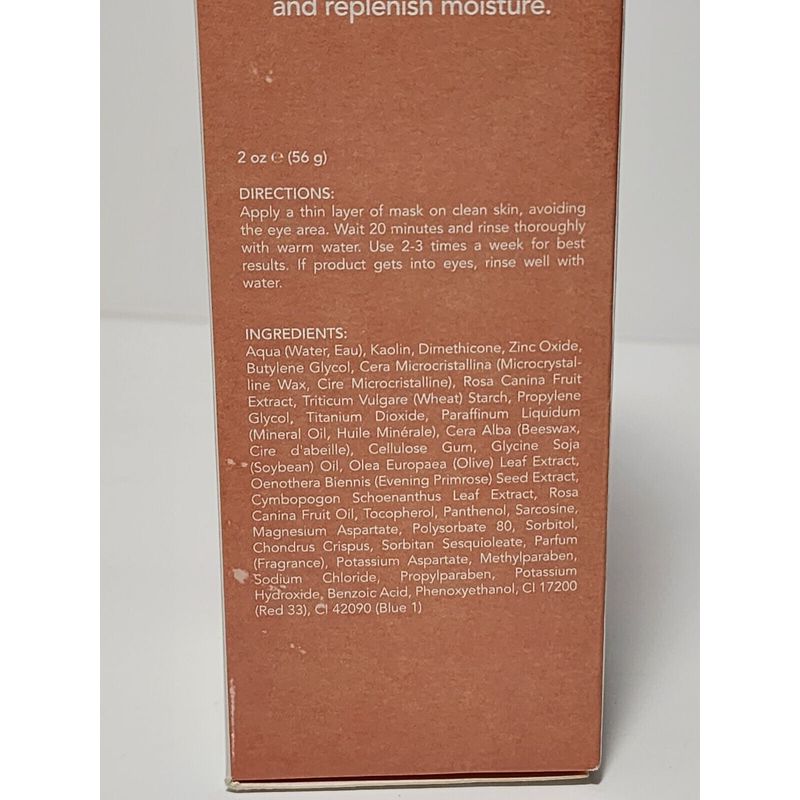 and replenish moisture.
2 oz ℮ (56 g)
DIRECTIONS:
Apply a thin layer of mask on clean skin, avoiding
the eye area. Wait 20 minutes and rinse thoroughly
with warm water. Use 2-3 times a week for best
results. If product gets into eyes, rinse well with
water.
INGREDIENTS:
Aqua (Water, Eau), Kaolin, Dimethicone, Zinc Oxide,
Butylene Glycol, Cera Microcristallina (Microcrystal-
line Wax, Cire Microcristalline), Rosa Canina Fruit
Extract, Triticum Vulgare (Wheat) Starch, Propylene
Glycol, Titanium Dioxide, Paraffinum Liquidum
(Mineral Oil, Huile Minérale), Cera Alba (Beeswax,
Cire d'abeille), Cellulose Gum, Glycine Soja
(Soybean) Oil, Olea Europaea (Olive) Leaf Extract,
Oenothera Biennis (Evening Primrose) Seed Extract,
Cymbopogon Schoenanthus Leaf Extract, Rosa
Canina Fruit Oil, Tocopherol, Panthenol, Sarcosine,
Magnesium Aspartate, Polysorbate 80, Sorbitol,
Chondrus Crispus, Sorbitan Sesquioleate, Parfum
(Fragrance), Potassium Aspartate, Methylparaben,
Sodium Chloride, Propylparaben, Potassium
Hydroxide, Benzoic Acid, Phenoxyethanol, CI 17200
(Red 33), CI 42090 (Blue 1)